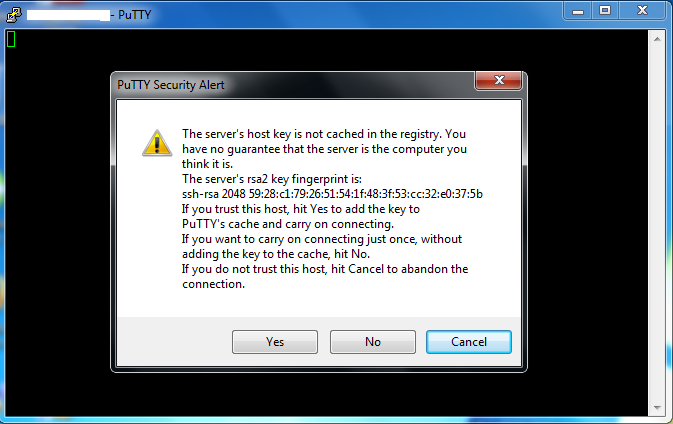 - PuTTY
PuTTY Security Alert
The server's host key is not cached in the registry. You
have no guarantee that the server is the computer you
think it is.
The server's rsa2 key fingerprint is:
ssh-rsa 2048 59:28:c1:79:26:51:54:1f:48:3f:53:cc:32:e0:37:5b
If you trust this host, hit Yes to add the key to
PuTTY's cache and carry on connecting.
If you want to carry on connecting just once, without
adding the key to the cache, hit No.
If you do not trust this host, hit Cancel to abandon the
connection.
Yes No Cancel